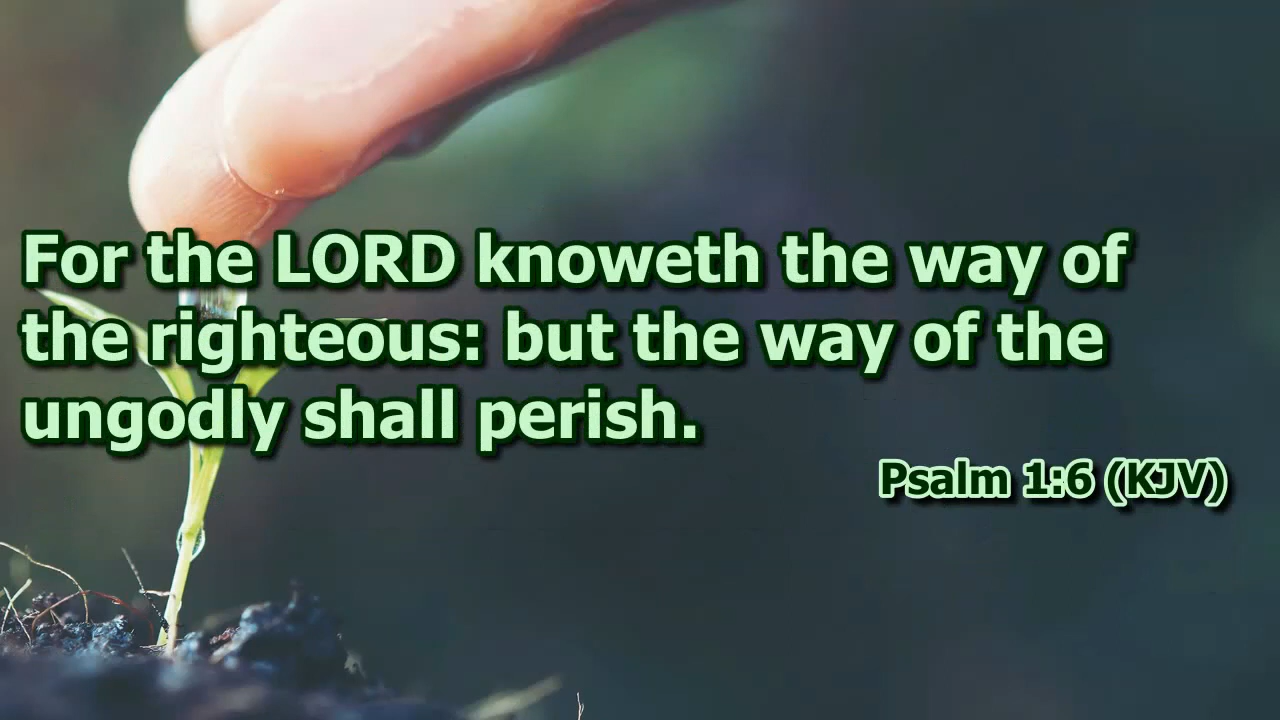 For the LORD knoweth the way of
the righteous: but the way of the
ungodly shall perish.
Psalm 1:6 (KJV)